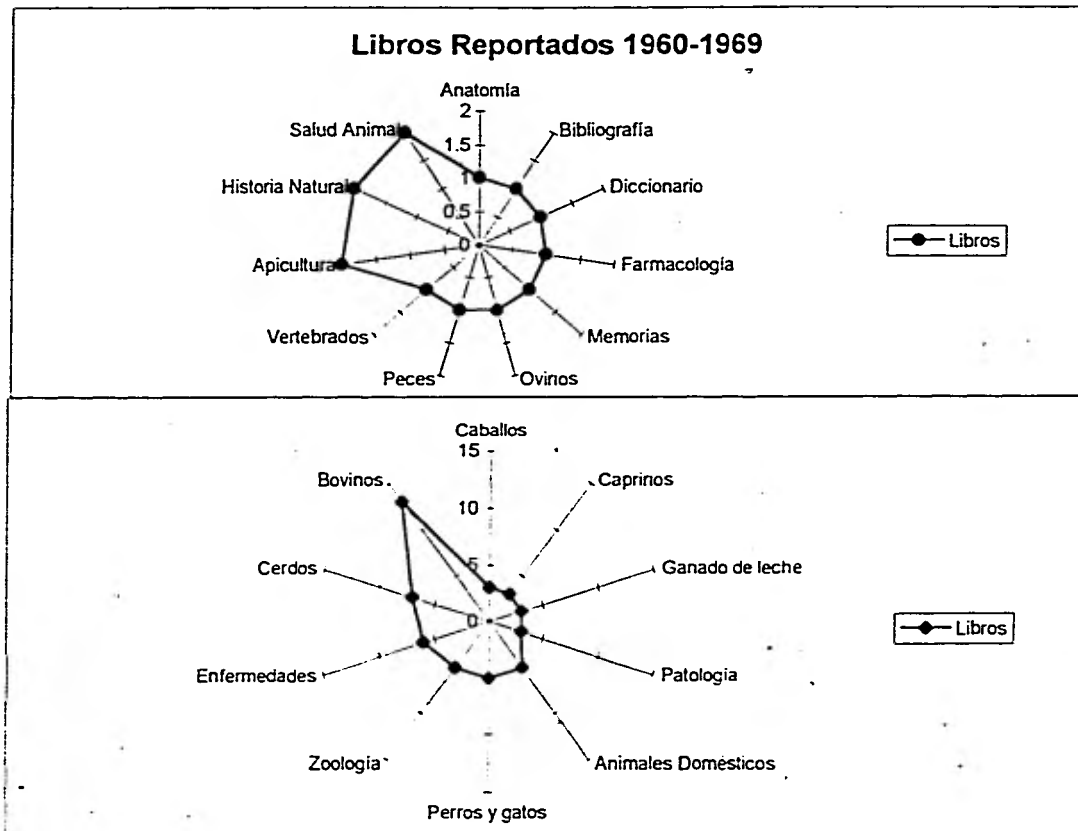 Libros Reportados 1960-1969
Anatomía
2
Salud Animal
Bibliografía
1.5
Historia Natural
1
Diccionario
0.5
0
Libros
Apicultura
Farmacología
Vertebrados
Memorias
Peces
Ovinos
Caballos
15
Bovinos
Caprinos
10
Cerdos
5
Ganado de leche
0
Libros
Enfermedades
Patología
Zoología
Animales Domésticos
Perros y gatos